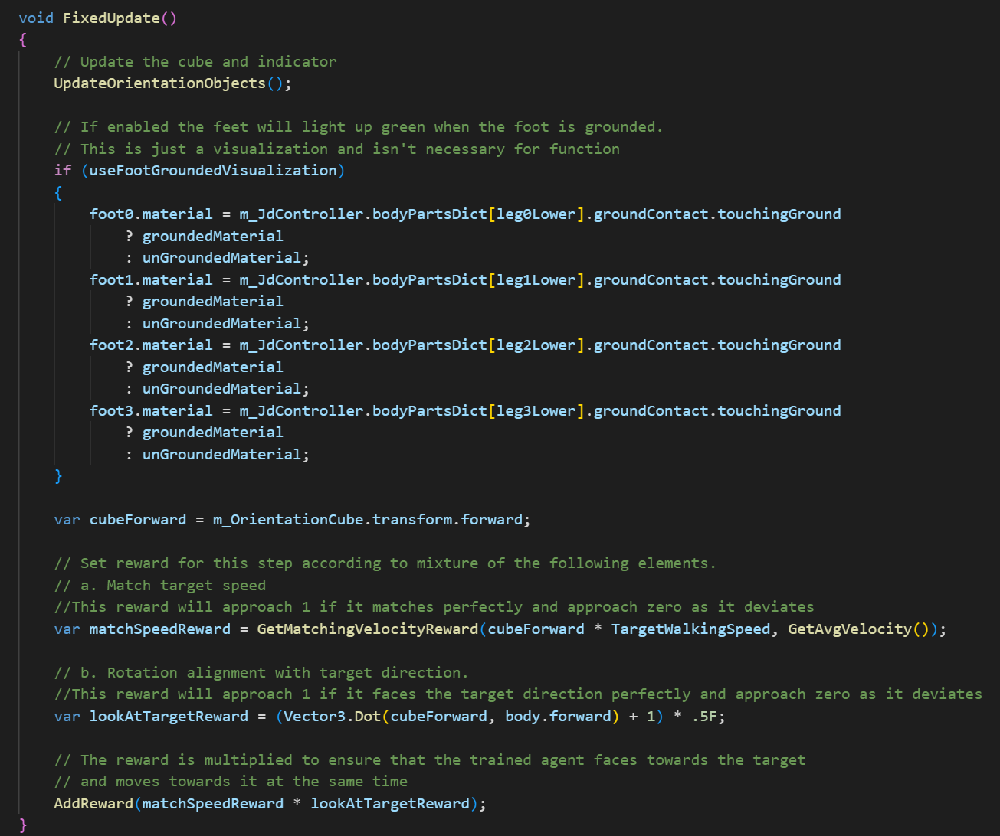 void FixedUpdate()
{
    // Update the cube and indicator
    UpdateOrientationObjects();

    // If enabled the feet will light up green when the foot is grounded.
    // This is just a visualization and isn't necessary for function
    if (useFootGroundedVisualization)
    {
        foot0.material = m_JdController.bodyPartsDict[leg0Lower].groundContact.touchingGround
            ? groundedMaterial
            : unGroundedMaterial;
        foot1.material = m_JdController.bodyPartsDict[leg1Lower].groundContact.touchingGround
            ? groundedMaterial
            : unGroundedMaterial;
        foot2.material = m_JdController.bodyPartsDict[leg2Lower].groundContact.touchingGround
            ? groundedMaterial
            : unGroundedMaterial;
        foot3.material = m_JdController.bodyPartsDict[leg3Lower].groundContact.touchingGround
            ? groundedMaterial
            : unGroundedMaterial;
    }

    var cubeForward = m_OrientationCube.transform.forward;

    // Set reward for this step according to mixture of the following elements.
    // a. Match target speed
    //This reward will approach 1 if it matches perfectly and approach zero as it deviates
    var matchSpeedReward = GetMatchingVelocityReward(cubeForward * TargetWalkingSpeed, GetAvgVelocity());

    // b. Rotation alignment with target direction.
    //This reward will approach 1 if it faces the target direction perfectly and approach zero as it deviates
    var lookAtTargetReward = (Vector3.Dot(cubeForward, body.forward) + 1) * .5F;

    // The reward is multiplied to ensure that the trained agent faces towards the target
    // and moves towards it at the same time
    AddReward(matchSpeedReward * lookAtTargetReward);
}